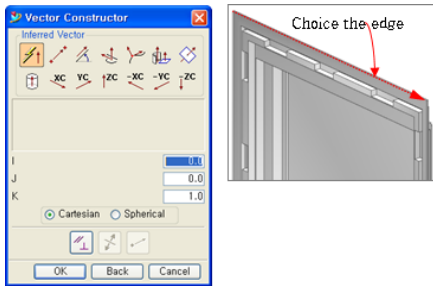 Vector Constructor
Inferred Vector
XC YC ZC -XC -YC -ZC
I 0.0
J 0.0
K 1.0
Cartesian Spherical
OK Back Cancel
Choice the edge